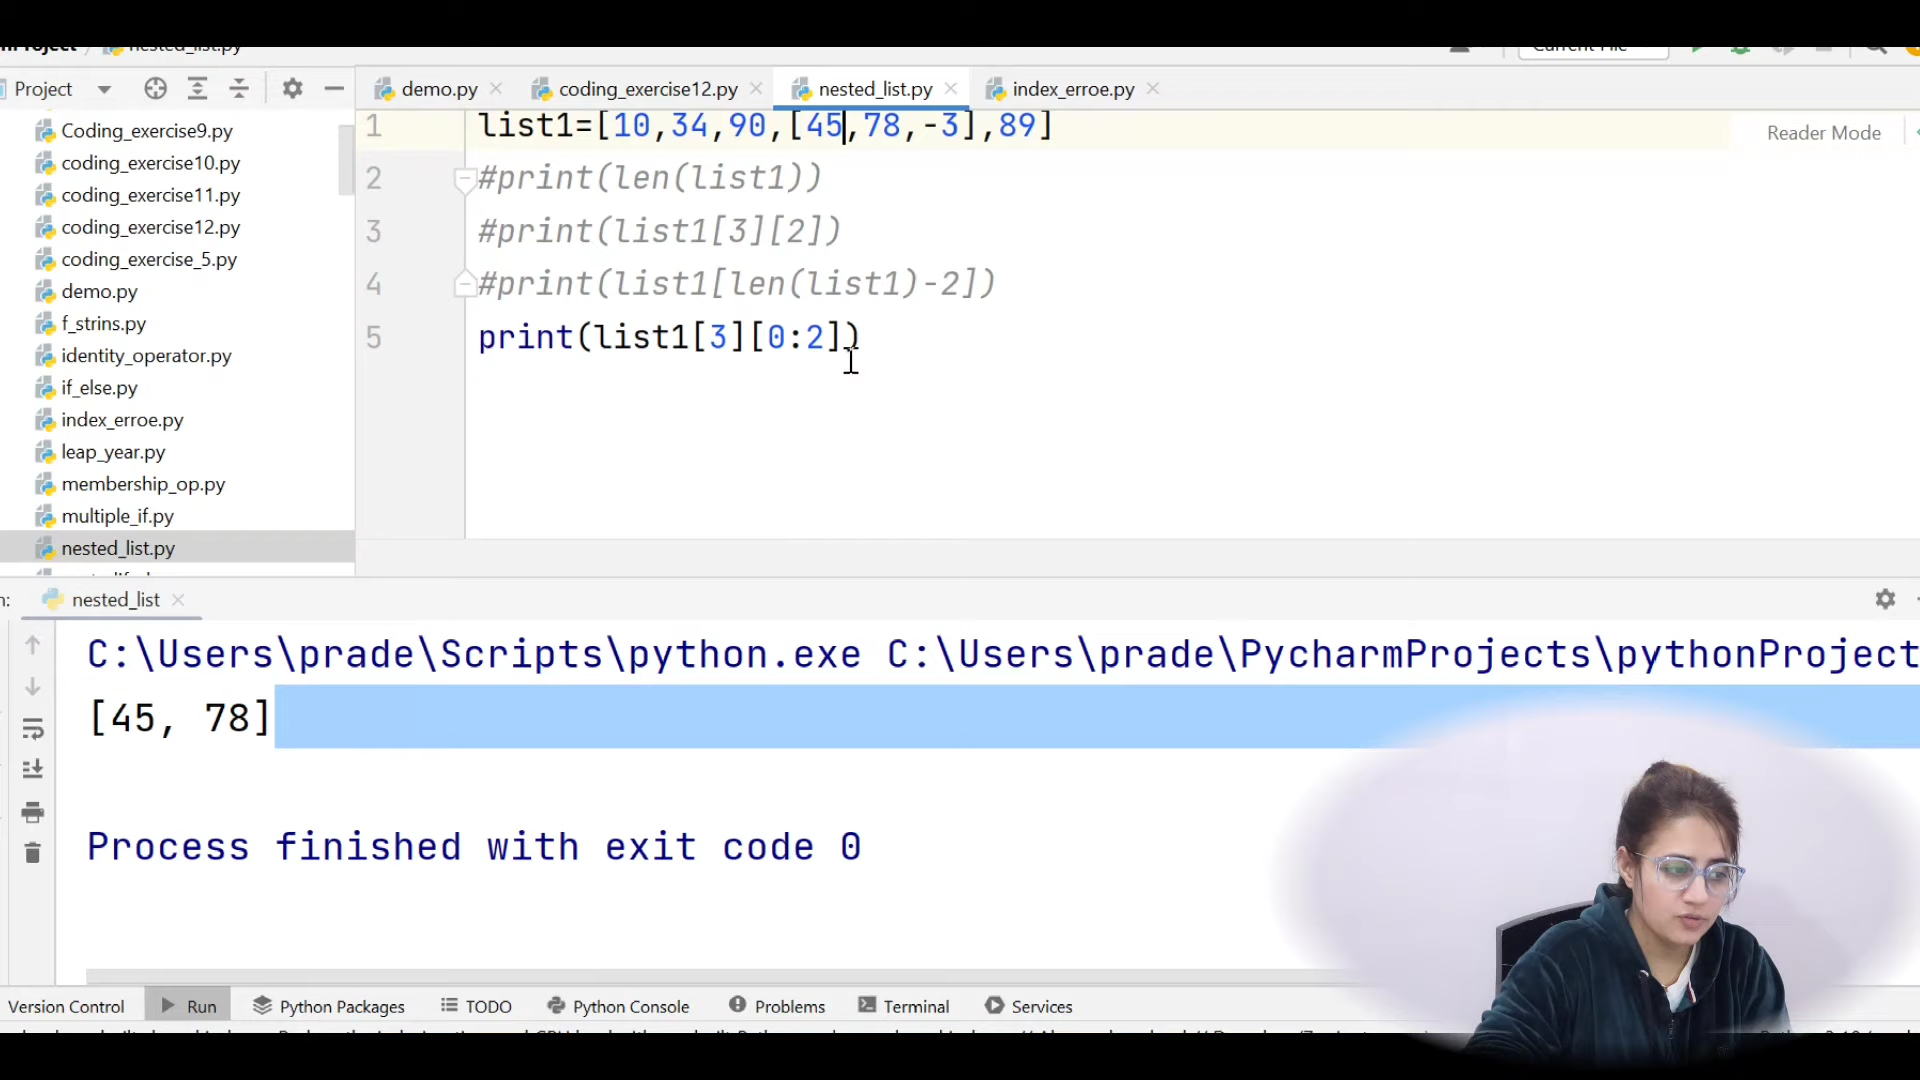 nested_list.py
Current File
Project
demo.py
coding_exercise12.py
nested_list.py
index_erroe.py
Coding_exercise9.py
coding_exercise10.py
coding_exercise11.py
coding_exercise12.py
coding_exercise_5.py
demo.py
f_strins.py
identity_operator.py
if_else.py
index_erroe.py
leap_year.py
membership_op.py
multiple_if.py
nested_list.py
1 list1=[10,34,90,[45,78,-3],89]
2 #print(len(list1))
3 #print(list1[3][2])
4 #print(list1[len(list1)-2])
5 print(list1[3][0:2])
Reader Mode
nested_list
C:\Users\prade\Scripts\python.exe C:\Users\prade\PycharmProjects\pythonProject
[45, 78]
Process finished with exit code 0
Version Control Run Python Packages TODO Python Console Problems Terminal Services